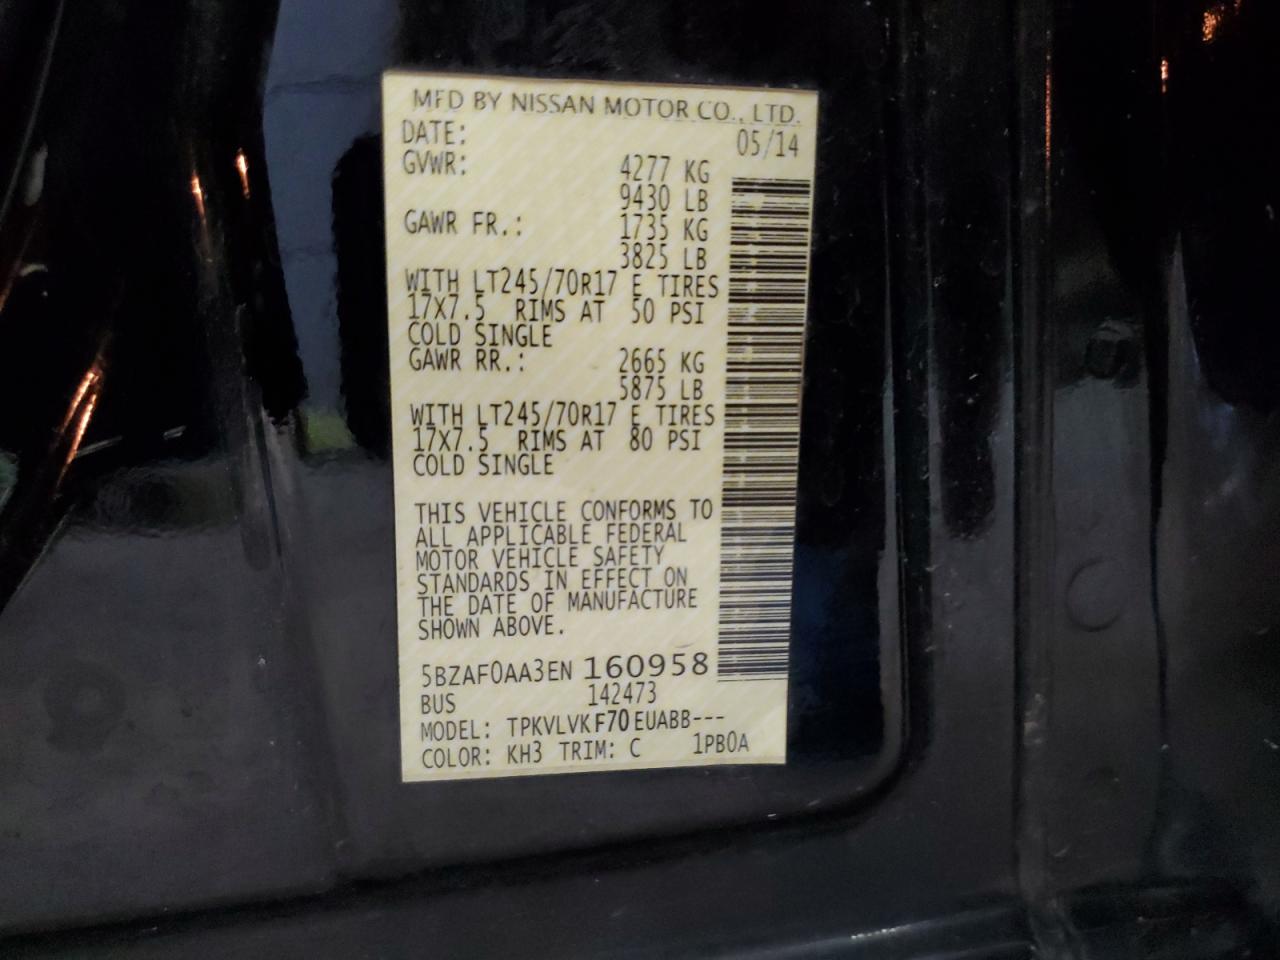 MFD BY NISSAN MOTOR CO., LTD.
DATE: 05/14
GVWR: 4277 KG
9430 LB
GAWR FR.: 1735 KG
3825 LB
WITH LT245/70R17 E TIRES
17X7.5 RIMS AT 50 PSI
COLD SINGLE
GAWR RR.: 2665 KG
5875 LB
WITH LT245/70R17 E TIRES
17X7.5 RIMS AT 80 PSI
COLD SINGLE
THIS VEHICLE CONFORMS TO
ALL APPLICABLE FEDERAL
MOTOR VEHICLE SAFETY
STANDARDS IN EFFECT ON
THE DATE OF MANUFACTURE
SHOWN ABOVE.
5BZAF0AA3EN 160958
BUS 142473
MODEL: TPKVLVKF70EUABB---
COLOR: KH3 TRIM: C 1PB0A